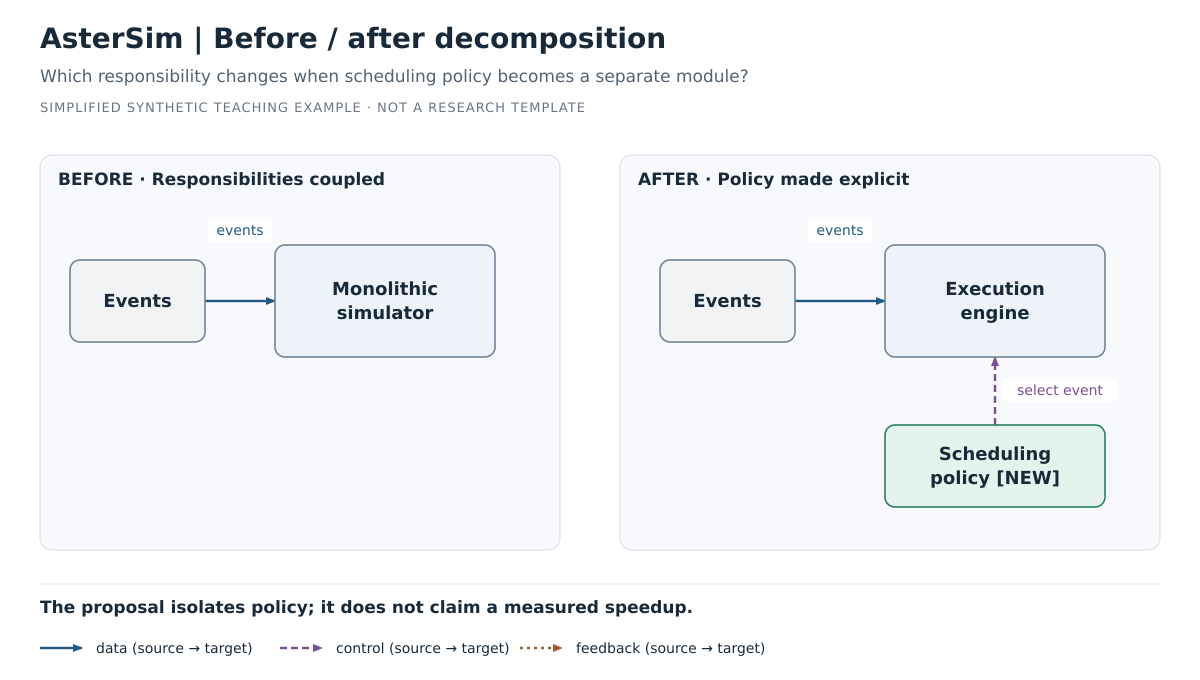 AsterSim | Before / after decomposition
Which responsibility changes when scheduling policy becomes a separate module?
SIMPLIFIED SYNTHETIC TEACHING EXAMPLE · NOT A RESEARCH TEMPLATE
BEFORE · Responsibilities coupled
events
Events
Monolithic
simulator
AFTER · Policy made explicit
events
Events
Execution
engine
select event
Scheduling
policy [NEW]
The proposal isolates policy; it does not claim a measured speedup.
data (source → target)
control (source → target)
feedback (source → target)